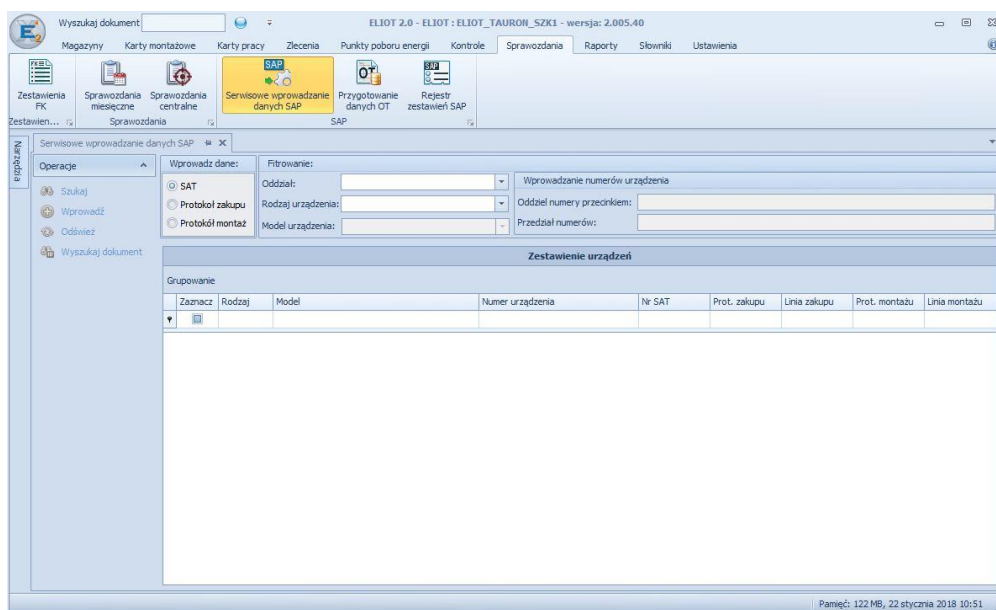 Wyszukaj dokument
ELIOT 2.0 - ELIOT : ELIOT_TAURON_SZK1 - wersja: 2.005.40
Magazyny Karty montażowe Karty pracy Zlecenia Punkty poboru energii Kontrole Sprawozdania Raporty Słowniki Ustawienia
Zestawienia FK
Sprawozdania miesięczne
Sprawozdania centralne
Serwisowe wprowadzanie danych SAP
Przygotowanie danych OT
Rejestr zestawień SAP
Zestawien... Sprawozdania SAP
Narzędzia
Serwisowe wprowadzanie danych SAP
Operacje
Szukaj
Wprowadź
Odśwież
Wyszukaj dokument
Wprowadz dane:
SAT
Protokoł zakupu
Protokół montaż
Fitrowanie:
Oddział:
Rodzaj urządzenia:
Model urządzenia:
Wprowadzanie numerów urządzenia
Oddziel numery przecinkiem:
Przedział numerów:
Zestawienie urządzeń
Grupowanie
Zaznacz Rodzaj Model Numer urządzenia Nr SAT Prot. zakupu Linia zakupu Prot. montażu Linia montażu
Pamięć: 122 MB, 22 stycznia 2018 10:51